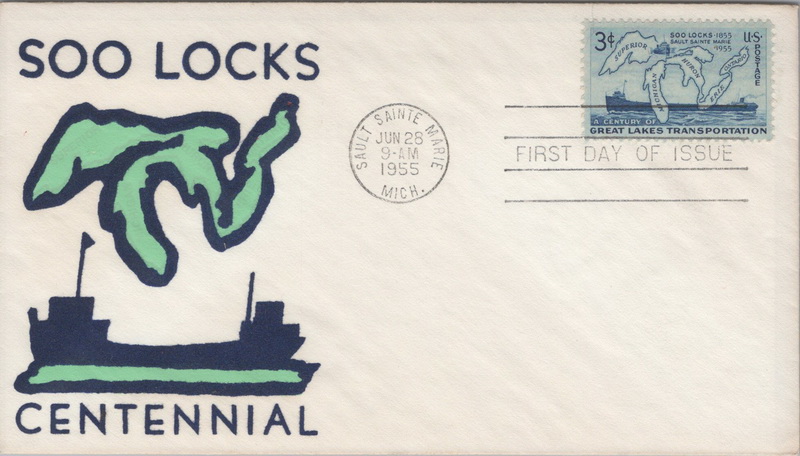 SOO LOCKS
CENTENNIAL
SAULT SAINTE MARIE
JUN 28
9-AM
1955
MICH.
3¢
SOO LOCKS·1855
SAULT SAINTE MARIE 1955
U.S. POSTAGE
SUPERIOR
MICHIGAN
HURON
ERIE
ONTARIO
A CENTURY OF
GREAT LAKES TRANSPORTATION
FIRST DAY OF ISSUE